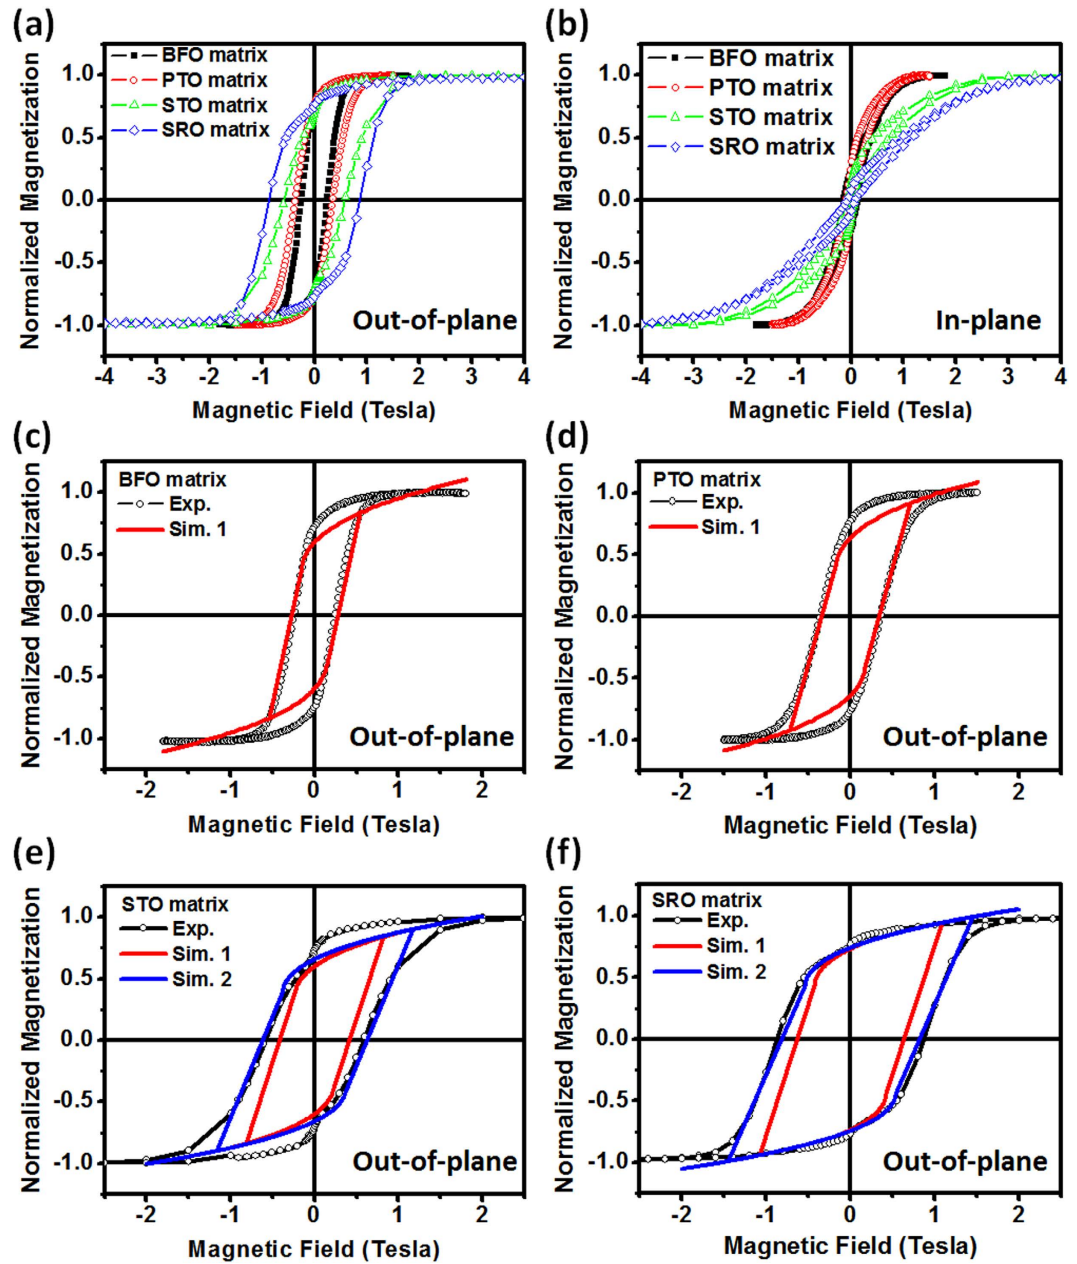 (a)
BFO matrix
PTO matrix
STO matrix
SRO matrix
1.0
0.5
0.0
-0.5
-1.0
Normalized Magnetization
Out-of-plane
-4 -3 -2 -1 0 1 2 3 4
Magnetic Field (Tesla)
(b)
BFO matrix
PTO matrix
STO matrix
SRO matrix
1.0
0.5
0.0
-0.5
-1.0
Normalized Magnetization
In-plane
-4 -3 -2 -1 0 1 2 3 4
Magnetic Field (Tesla)
(c)
BFO matrix
Exp.
Sim. 1
1.0
0.5
0.0
-0.5
-1.0
Normalized Magnetization
Out-of-plane
-2 -1 0 1 2
Magnetic Field (Tesla)
(d)
PTO matrix
Exp.
Sim. 1
1.0
0.5
0.0
-0.5
-1.0
Normalized Magnetization
Out-of-plane
-2 -1 0 1 2
Magnetic Field (Tesla)
(e)
STO matrix
Exp.
Sim. 1
Sim. 2
1.0
0.5
0.0
-0.5
-1.0
Normalized Magnetization
Out-of-plane
-2 -1 0 1 2
Magnetic Field (Tesla)
(f)
SRO matrix
Exp.
Sim. 1
Sim. 2
1.0
0.5
0.0
-0.5
-1.0
Normalized Magnetization
Out-of-plane
-2 -1 0 1 2
Magnetic Field (Tesla)